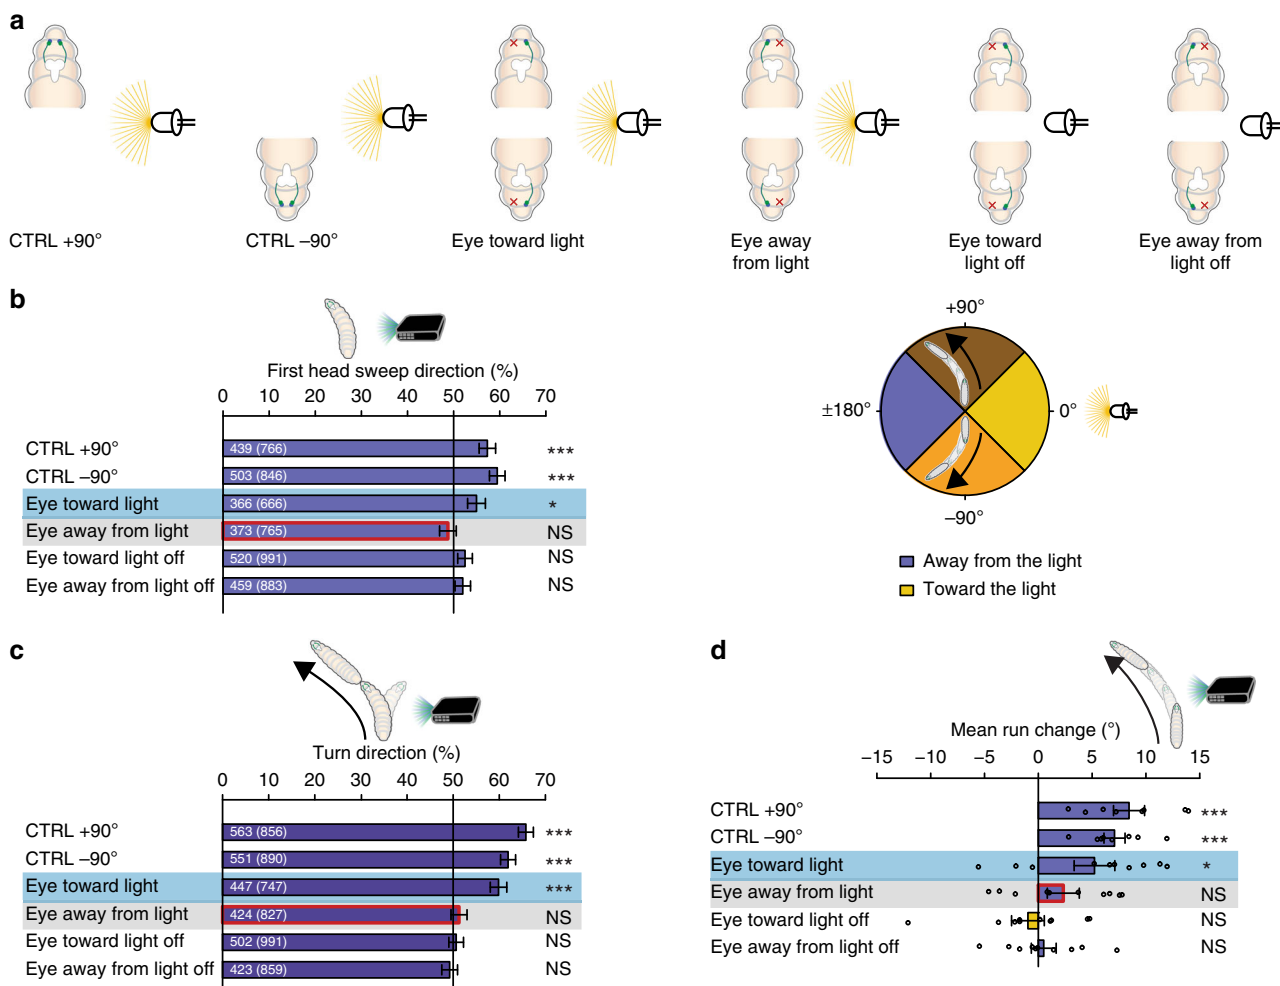 a
CTRL +90°
CTRL –90°
Eye toward light
Eye away
from light
Eye toward
light off
Eye away from
light off
b
First head sweep direction (%)
0 10 20 30 40 50 60 70
CTRL +90° 439 (766) ***
CTRL –90° 503 (846) ***
Eye toward light 366 (666) *
Eye away from light 373 (765) NS
Eye toward light off 520 (991) NS
Eye away from light off 459 (883) NS
+90°
±180°
0°
–90°
Away from the light
Toward the light
c
Turn direction (%)
0 10 20 30 40 50 60 70
CTRL +90° 563 (856) ***
CTRL –90° 551 (890) ***
Eye toward light 447 (747) ***
Eye away from light 424 (827) NS
Eye toward light off 502 (991) NS
Eye away from light off 423 (859) NS
d
Mean run change (°)
–15 –10 –5 0 5 10 15
CTRL +90° ***
CTRL –90° ***
Eye toward light *
Eye away from light NS
Eye toward light off NS
Eye away from light off NS